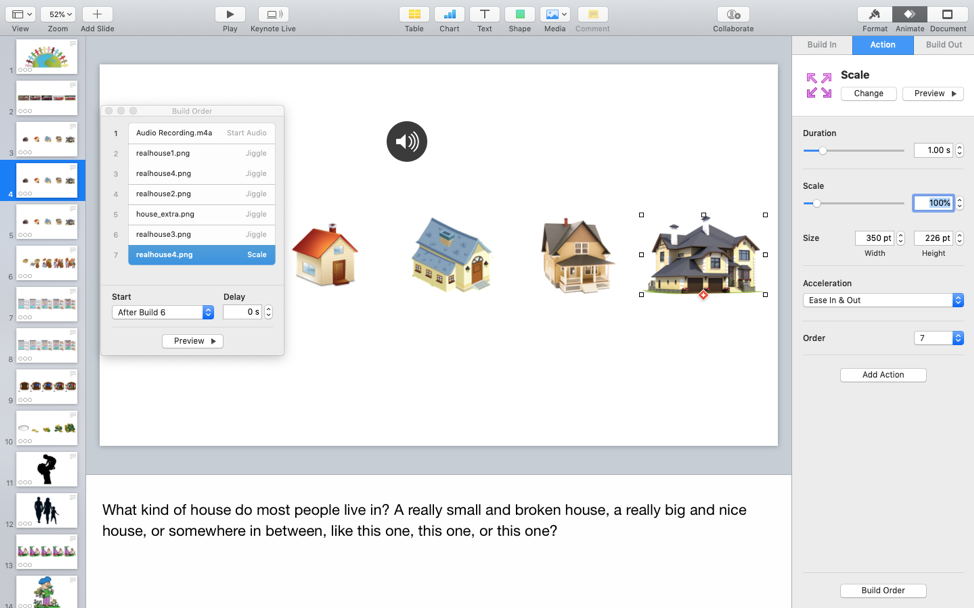 52%
View
Zoom
Add Slide
Play
Keynote Live
Table
Chart
Text
Shape
Media
Comment
Collaborate
Format
Animate
Document
Build In
Action
Build Out
1
2
3
4
5
6
7
8
9
10
11
12
13
14
Build Order
1 Audio Recording.m4a Start Audio
2 realhouse1.png Jiggle
3 realhouse4.png Jiggle
4 realhouse2.png Jiggle
5 house_extra.png Jiggle
6 realhouse3.png Jiggle
7 realhouse4.png Scale
Start
Delay
After Build 6
0 s
Preview
What kind of house do most people live in? A really small and broken house, a really big and nice
house, or somewhere in between, like this one, this one, or this one?
Scale
Change
Preview
Duration
1.00 s
Scale
100%
Size
350 pt
226 pt
Width
Height
Acceleration
Ease In & Out
Order
7
Add Action
Build Order